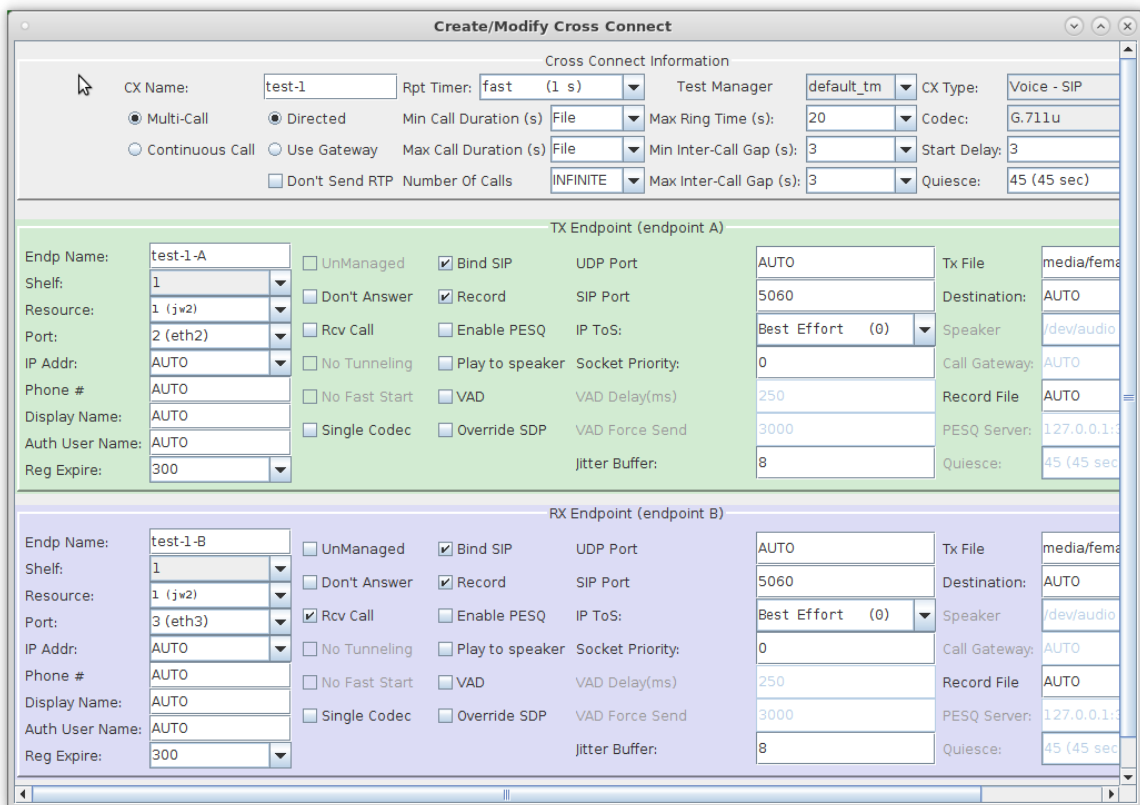 Create/Modify Cross Connect
Cross Connect Information
CX Name: test-1 Rpt Timer: fast (1 s) Test Manager default_tm CX Type: Voice - SIP
Multi-Call Directed Min Call Duration (s) File Max Ring Time (s): 20 Codec: G.711u
Continuous Call Use Gateway Max Call Duration (s) File Min Inter-Call Gap (s): 3 Start Delay: 3
Don't Send RTP Number Of Calls INFINITE Max Inter-Call Gap (s): 3 Quiesce: 45 (45 sec)
TX Endpoint (endpoint A)
Endp Name: test-1-A UnManaged Bind SIP UDP Port AUTO Tx File media/fema
Shelf: 1
Resource: 1 (jw2) Don't Answer Record SIP Port 5060 Destination: AUTO
Port: 2 (eth2) Rcv Call Enable PESQ IP ToS: Best Effort (0) Speaker /dev/audio
IP Addr: AUTO No Tunneling Play to speaker Socket Priority: 0 Call Gateway: AUTO
Phone # AUTO No Fast Start VAD VAD Delay(ms) 250 Record File AUTO
Display Name: AUTO
Auth User Name: AUTO Single Codec Override SDP VAD Force Send 3000 PESQ Server: 127.0.0.1:3
Reg Expire: 300 Jitter Buffer: 8 Quiesce: 45 (45 sec
RX Endpoint (endpoint B)
Endp Name: test-1-B UnManaged Bind SIP UDP Port AUTO Tx File media/fema
Shelf: 1
Resource: 1 (jw2) Don't Answer Record SIP Port 5060 Destination: AUTO
Port: 3 (eth3) Rcv Call Enable PESQ IP ToS: Best Effort (0) Speaker /dev/audio
IP Addr: AUTO No Tunneling Play to speaker Socket Priority: 0 Call Gateway: AUTO
Phone # AUTO No Fast Start VAD VAD Delay(ms) 250 Record File AUTO
Display Name: AUTO
Auth User Name: AUTO Single Codec Override SDP VAD Force Send 3000 PESQ Server: 127.0.0.1:3
Reg Expire: 300 Jitter Buffer: 8 Quiesce: 45 (45 sec